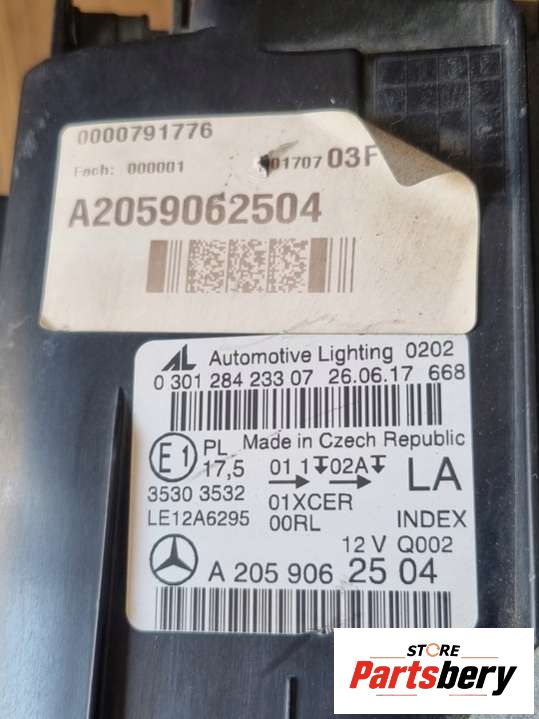 0000791776
Fach: 000001
01707 03F
A2059062504
AL Automotive Lighting 0202
0 301 284 233 07 26.06.17 668
E1 PL Made in Czech Republic
17,5 01 1 02A LA
3530 3532 01XCER
LE12A6295 00RL INDEX
12 V Q002
A 205 906 25 04
STORE
Partsbery